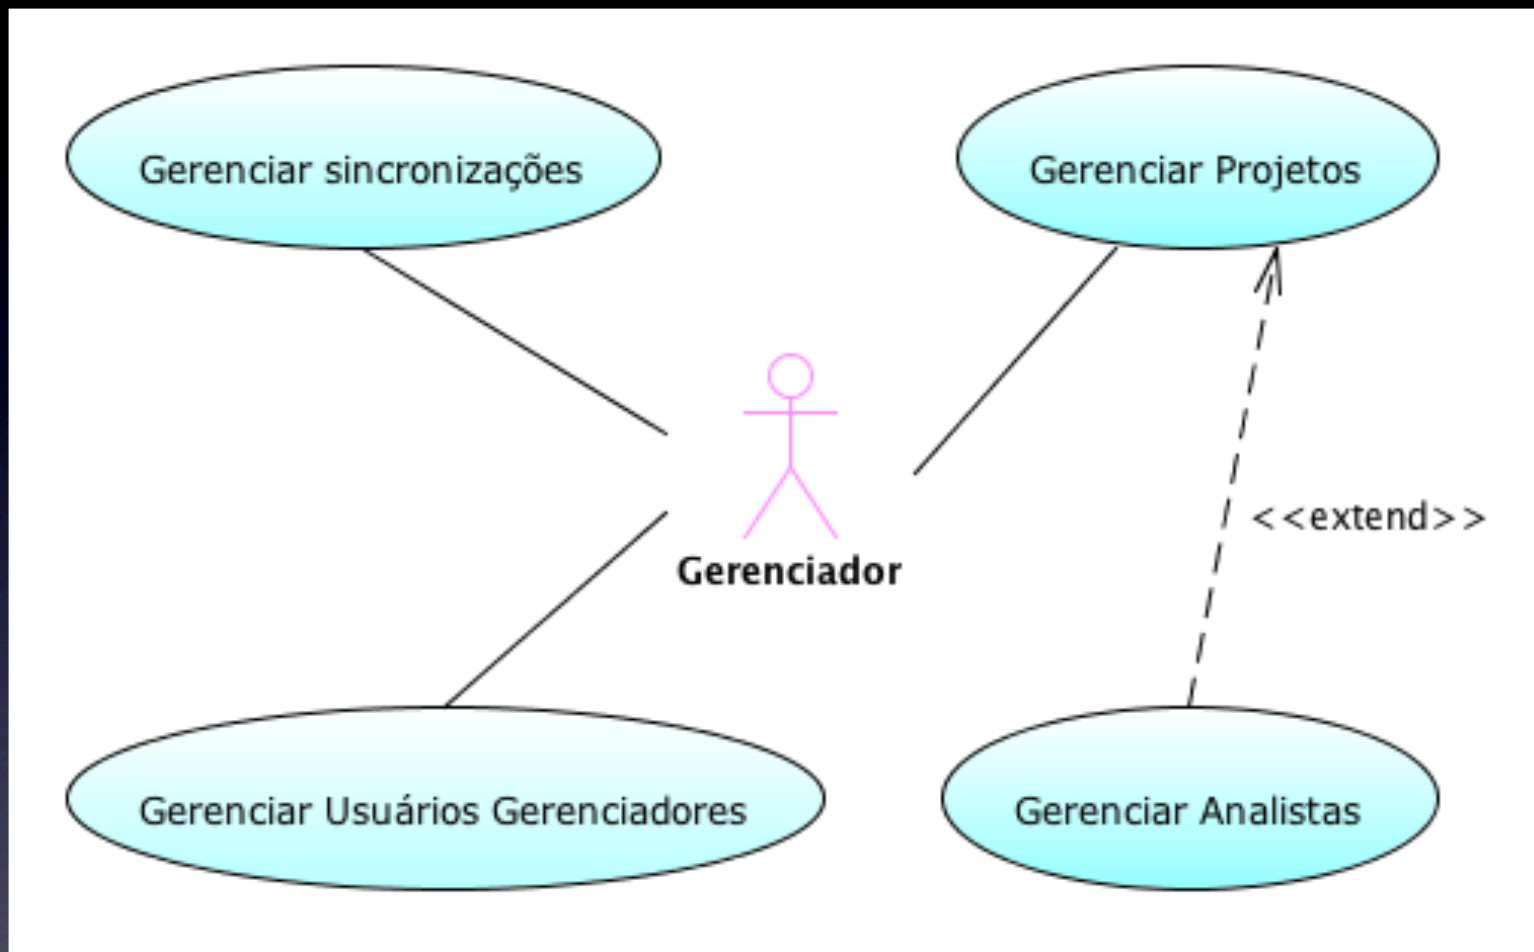 Gerenciar sincronizações
Gerenciar Projetos
<<extend>>
Gerenciador
Gerenciar Usuários Gerenciadores
Gerenciar Analistas